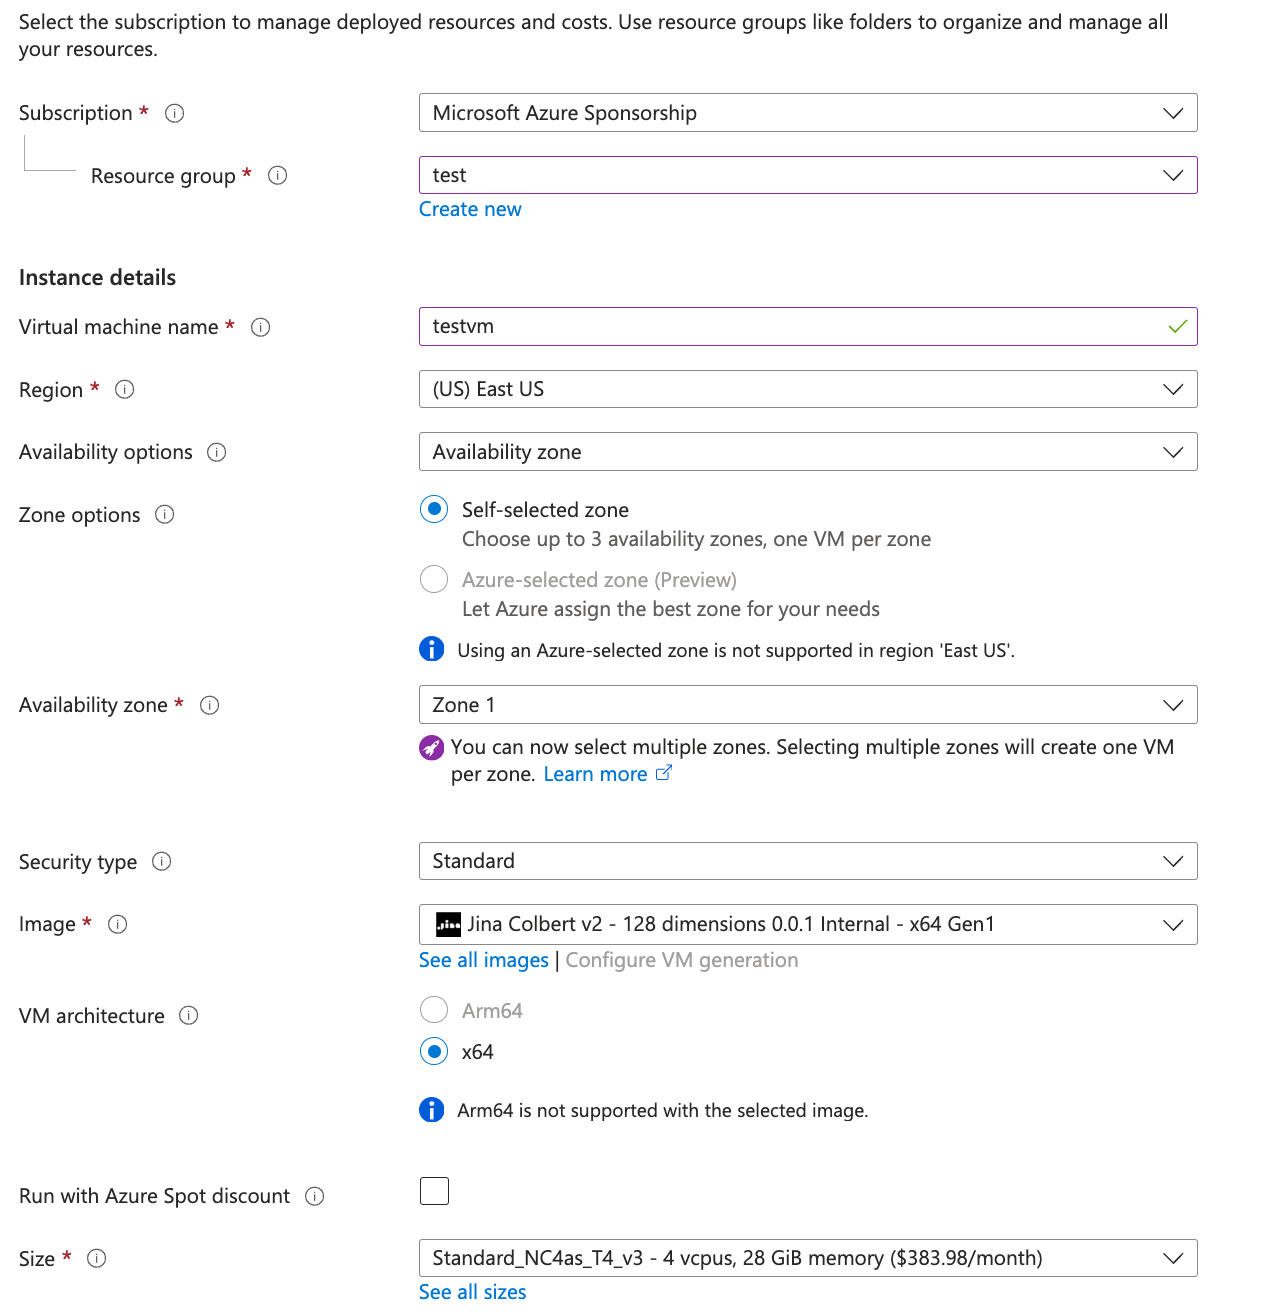 Select the subscription to manage deployed resources and costs. Use resource groups like folders to organize and manage all
your resources.
Subscription *
Microsoft Azure Sponsorship
Resource group *
test
Create new
Instance details
Virtual machine name *
testvm
Region *
(US) East US
Availability options
Availability zone
Zone options
Self-selected zone
Choose up to 3 availability zones, one VM per zone
Azure-selected zone (Preview)
Let Azure assign the best zone for your needs
Using an Azure-selected zone is not supported in region 'East US'.
Availability zone *
Zone 1
You can now select multiple zones. Selecting multiple zones will create one VM
per zone. Learn more
Security type
Standard
Image *
Jina Colbert v2 - 128 dimensions 0.0.1 Internal - x64 Gen1
See all images | Configure VM generation
VM architecture
Arm64
x64
Arm64 is not supported with the selected image.
Run with Azure Spot discount
Size *
Standard_NC4as_T4_v3 - 4 vcpus, 28 GiB memory ($383.98/month)
See all sizes